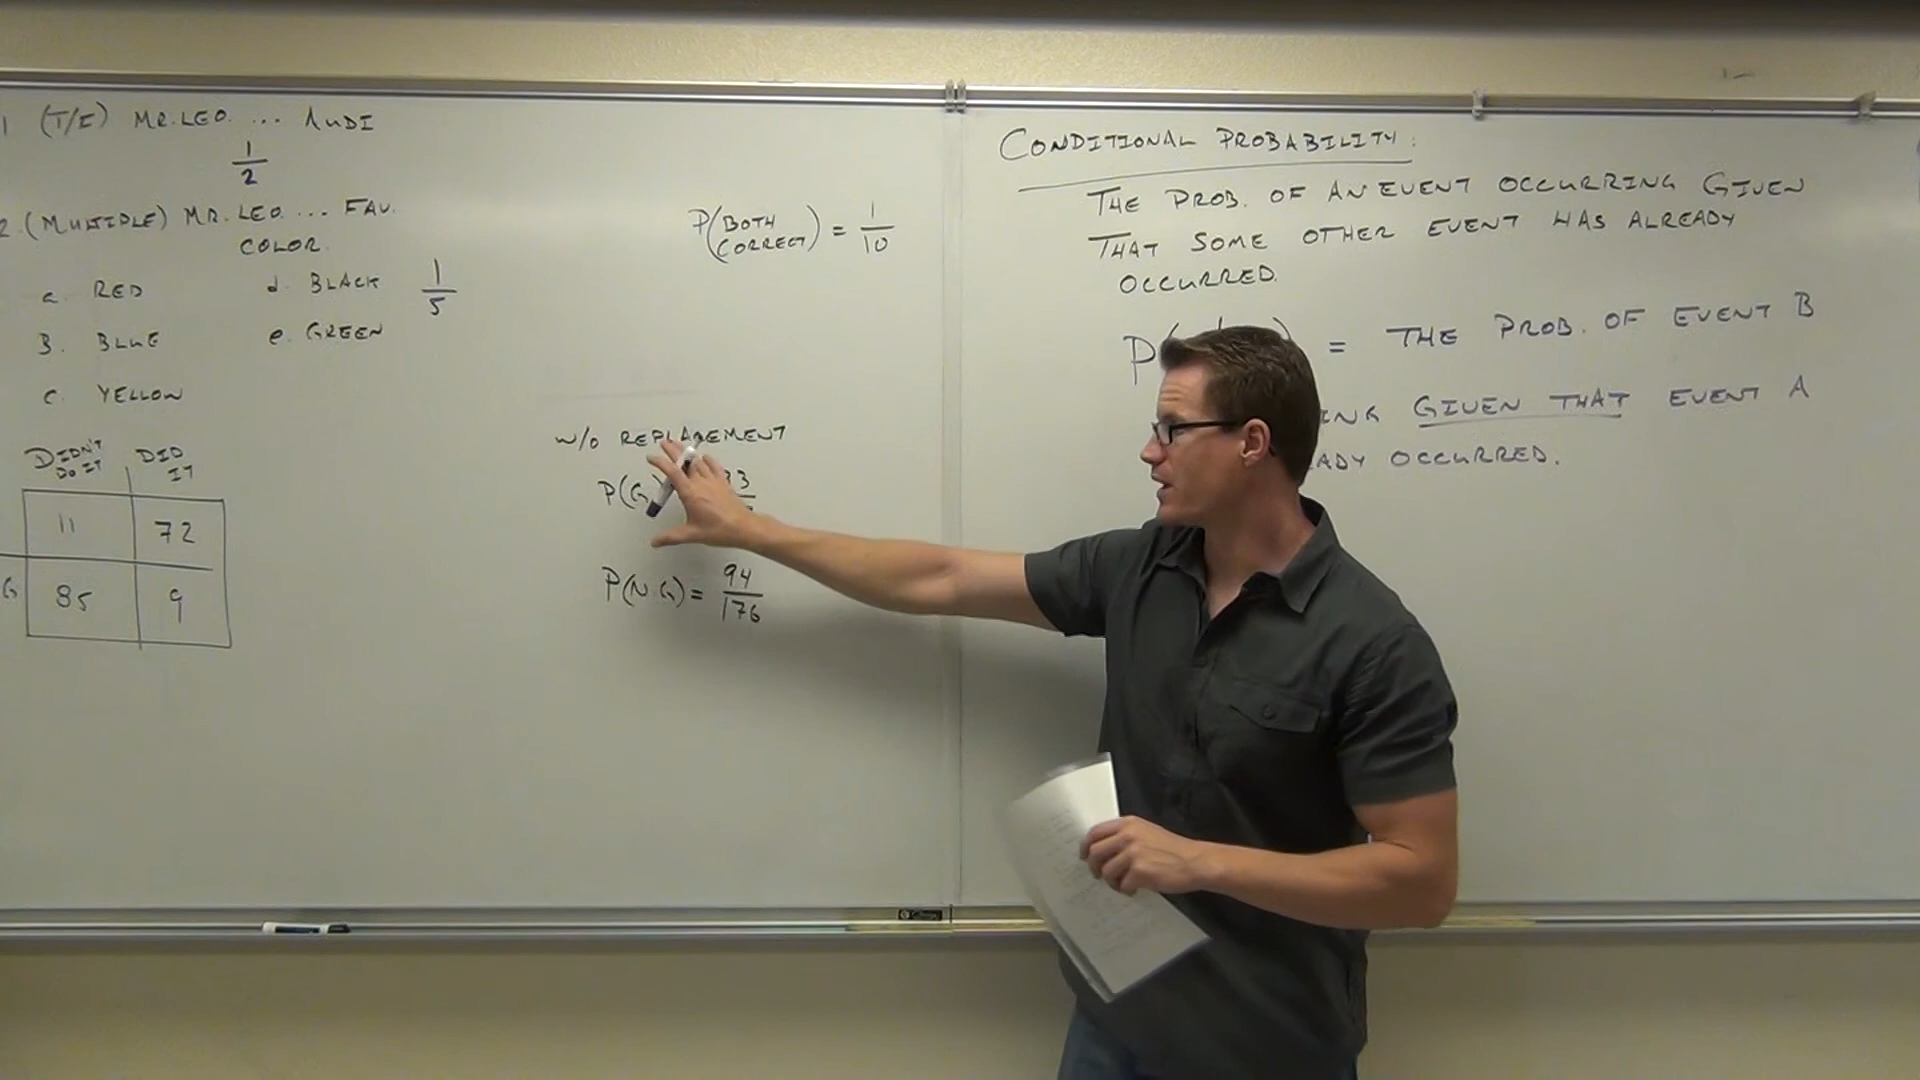 1 (T/F) MR. LEO. ... AUDI
1/2
2. (MULTIPLE) MR. LEO. ... FAV.
COLOR.
a. RED
d. BLACK
1/5
B. BLUE
e. GREEN
C. YELLOW
DIDN'T DO IT
DID IT
11 72
G 85 9
P(BOTH CORRECT) = 1/10
W/O REPLACEMENT
P(G)
P(N.G) = 94/176
CONDITIONAL PROBABILITY:
THE PROB. OF AN EVENT OCCURRING GIVEN
THAT SOME OTHER EVENT HAS ALREADY
OCCURRED.
P( | ) = THE PROB. OF EVENT B
ING GIVEN THAT EVENT A
ADY OCCURRED.